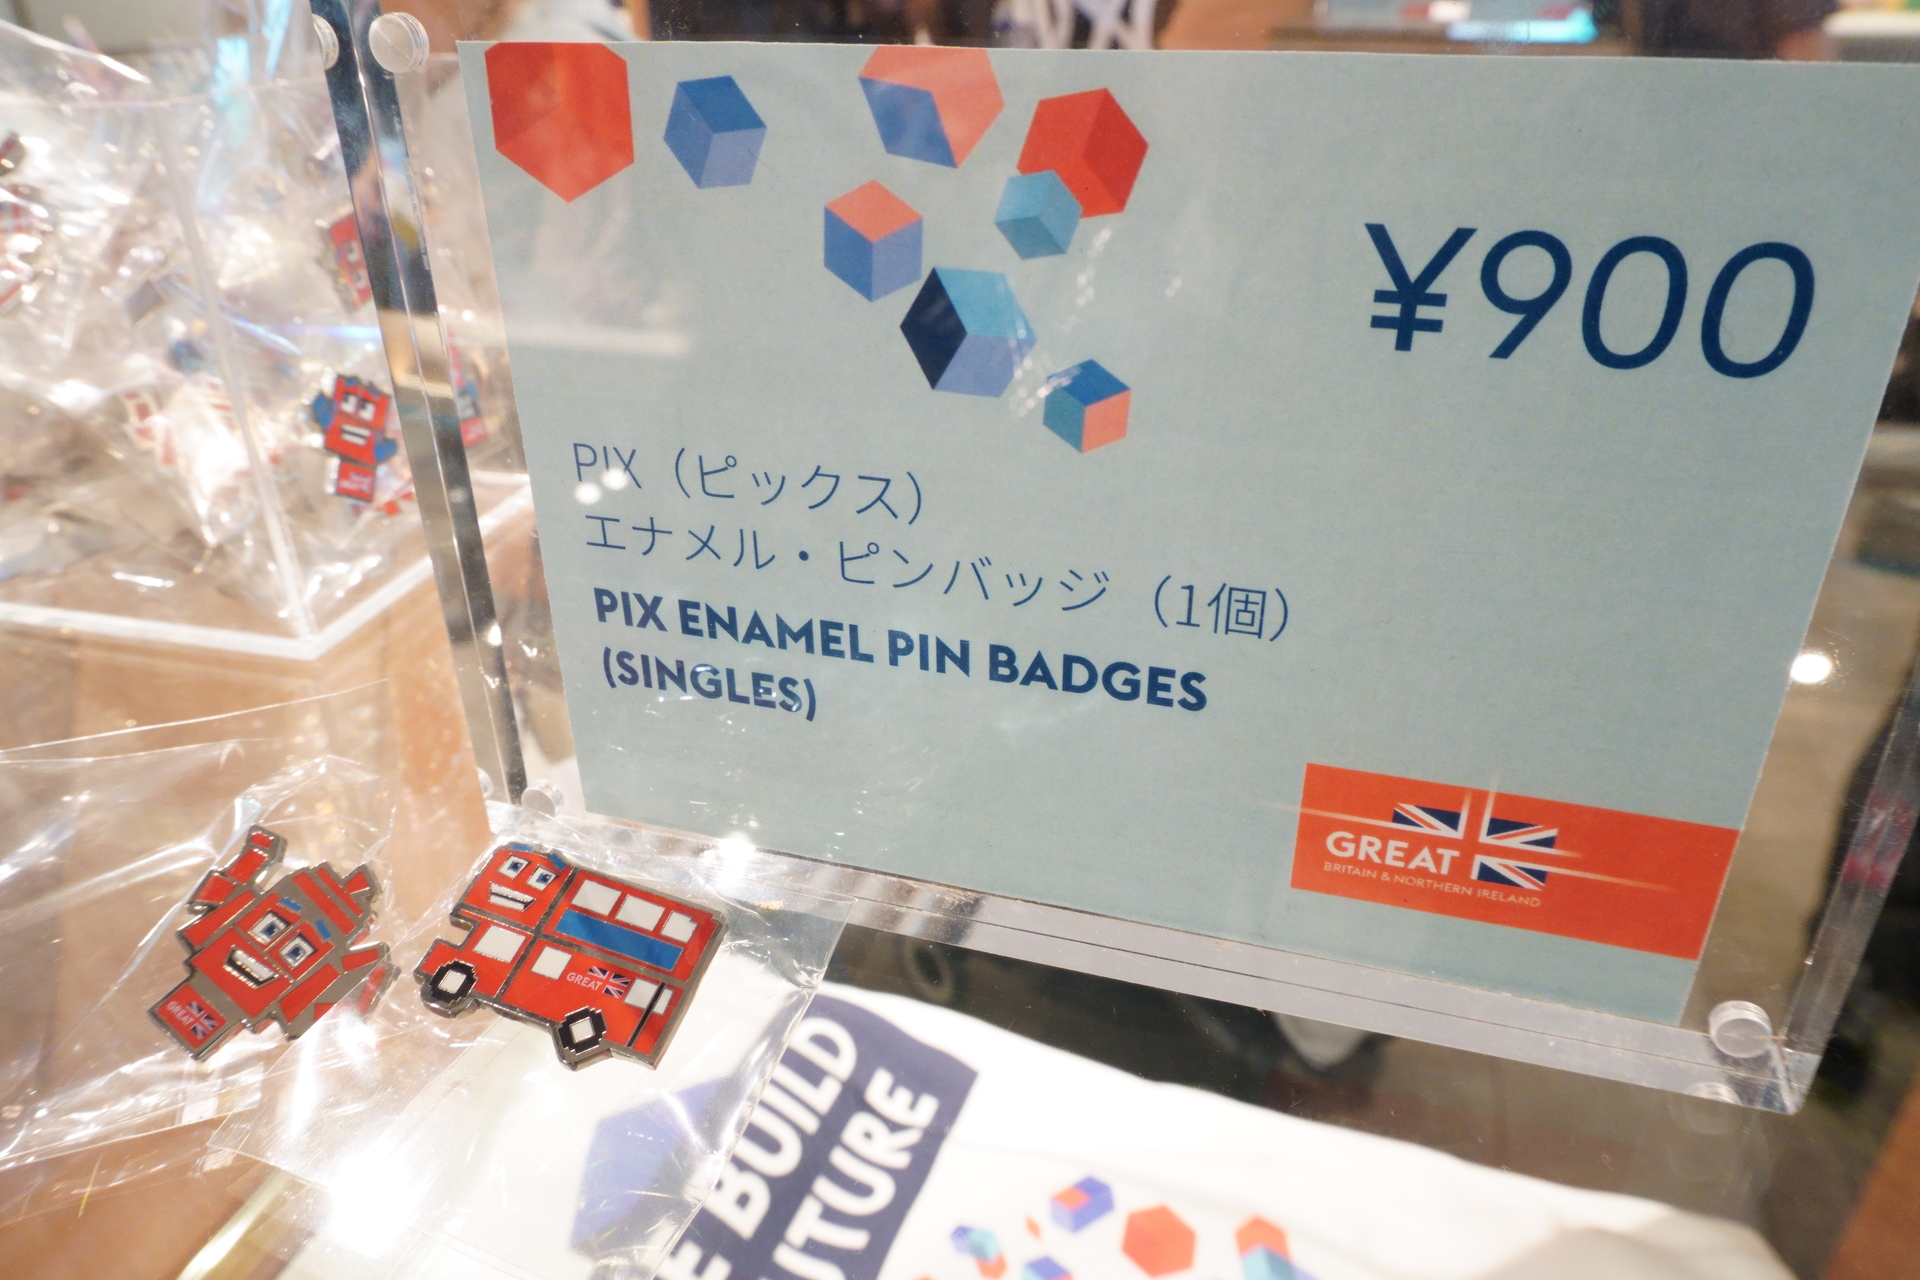 ¥900
PIX（ピックス）
エナメル・ピンバッジ（1個）
PIX ENAMEL PIN BADGES
(SINGLES)
GREAT
BRITAIN & NORTHERN IRELAND
GREAT
GREAT
BUILD